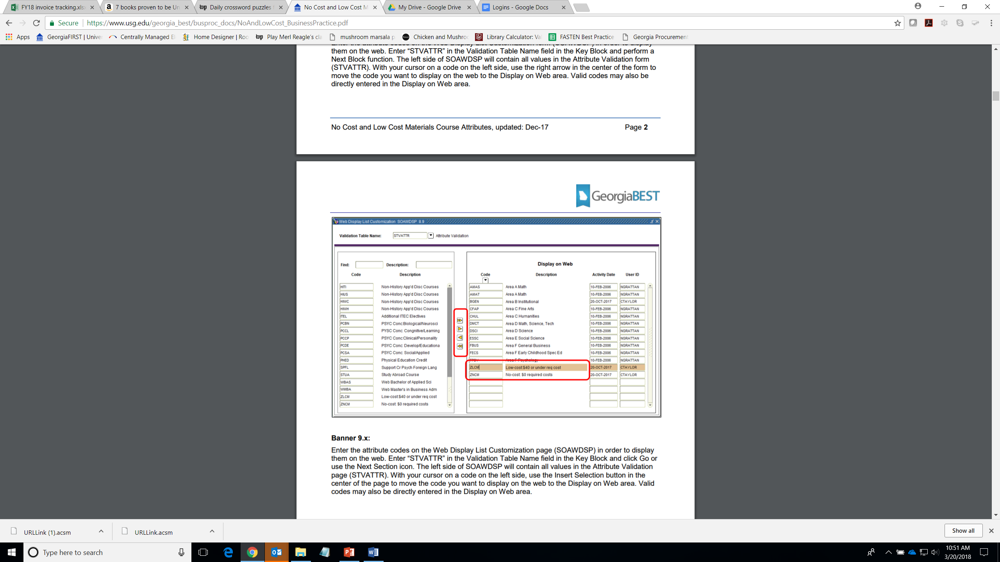 FY18 invoice tracking.xls
7 books proven to be Un
Daily crossword puzzles
No Cost and Low Cost M
My Drive - Google Drive
Logins - Google Docs
Secure
https://www.usg.edu/georgia_best/busproc_docs/NoAndLowCost_BusinessPractice.pdf
Apps
GeorgiaFIRST | Univer
Centrally Managed E
Home Designer | Roo
wp Play Merl Reagle's cla
mushroom marsala p
Chicken and Mushro
Library Calculator: Va
FASTEN Best Practice
Georgia Procurement
Enter the attribute codes on the Web Display List Customization form (SOAWDSP) in order to display
them on the web. Enter “STVATTR” in the Validation Table Name field in the Key Block and perform a
Next Block function. The left side of SOAWDSP will contain all values in the Attribute Validation form
(STVATTR). With your cursor on a code on the left side, use the right arrow in the center of the form to
move the code you want to display on the web to the Display on Web area. Valid codes may also be
directly entered in the Display on Web area.
No Cost and Low Cost Materials Course Attributes, updated: Dec-17 Page 2
GeorgiaBEST
Web Display List Customization SOAWDSP 8.9
Validation Table Name: STVATTR Attribute Validation
Find: Description:
Code Description
HITI Non-History App'd Disc Courses
HIUS Non-History App'd Disc Courses
HIWC Non-History App'd Disc Courses
HIWH Non-History App'd Disc Courses
ITEL Additional ITEC Electives
PCBN PSYC Conc:Biological/Neurosci
PCCL PYSC Conc: Congnitive/Learning
PCCP PSYC Conc:Clinical/Personality
PCDE PSYC Conc: Develop/Educationa
PCSA PSYC Conc: Social/Applied
PHED Physical Education Credit
SPFL Support Cr Psych Foreign Lang
STUA Study Abroad Course
WBAS Web Bachelor of Applied Sci
WMBA Web Master's in Business Adm
ZLCM Low-cost:$40 or under req cost
ZNCM No-cost: $0 required costs
Display on Web
Code Description Activity Date User ID
AMAS Area A Math 10-FEB-2006 NGRATTAN
AMAT Area A Math 10-FEB-2006 NGRATTAN
BGEN Area B Institutional 20-OCT-2017 CTAYLOR
CFAP Area C Fine Arts 10-FEB-2006 NGRATTAN
CHUL Area C Humanities 10-FEB-2006 NGRATTAN
DMCT Area D Math, Science, Tech 10-FEB-2006 NGRATTAN
DSCI Area D Science 10-FEB-2006 NGRATTAN
ESSC Area E Social Science 10-FEB-2006 NGRATTAN
FBUS Area F General Business 10-FEB-2006 NGRATTAN
FECS Area F Early Childhood Spec Ed 10-FEB-2006 NGRATTAN
FPSY Area F Psychology 10-FEB-2006 NGRATTAN
ZLCM Low-cost:$40 or under req cost 20-OCT-2017 CTAYLOR
ZNCM No-cost: $0 required costs 20-OCT-2017 CTAYLOR
Banner 9.x:
Enter the attribute codes on the Web Display List Customization page (SOAWDSP) in order to display
them on the web. Enter “STVATTR” in the Validation Table Name field in the Key Block and click Go or
use the Next Section icon. The left side of SOAWDSP will contain all values in the Attribute Validation
page (STVATTR). With your cursor on a code on the left side, use the Insert Selection button in the
center of the page to move the code you want to display on the web to the Display on Web area. Valid
codes may also be directly entered in the Display on Web area.
URLLink (1).acsm
URLLink.acsm
Show all
Type here to search
10:51 AM
3/20/2018